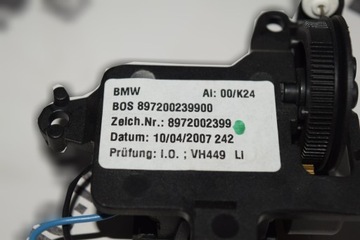 BMW AI: 00/K24
BOS 897200239900
Zeich.Nr.: 8972002399
Datum: 10/04/2007 242
Prüfung: I.O. ; VH449 LI